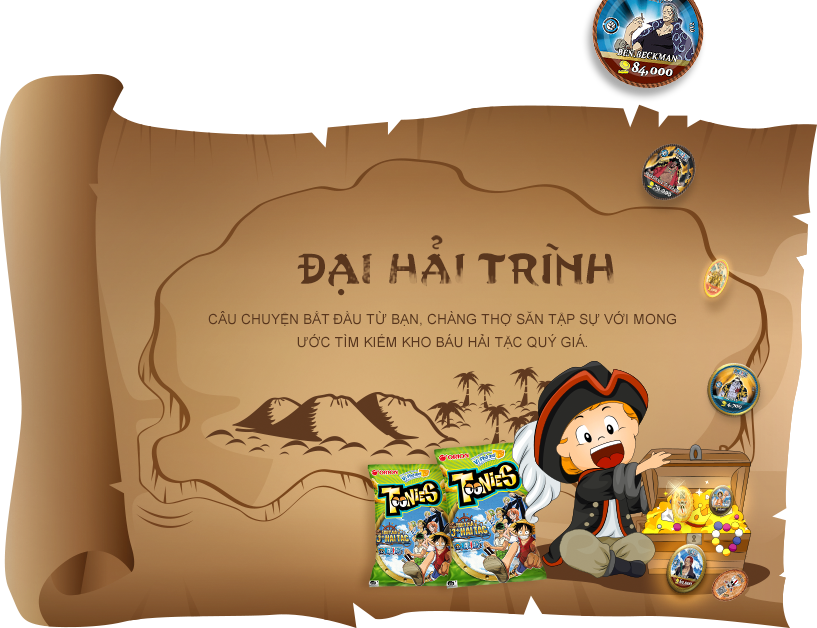 BEN.BECKMAN
84,000
ĐẠI HẢI TRÌNH
CÂU CHUYỆN BẮT ĐẦU TỪ BẠN, CHÀNG THỢ SĂN TẬP SỰ VỚI MONG
ƯỚC TÌM KIẾM KHO BÁU HẢI TẶC QUÝ GIÁ.
ORION
TOONIES
ORION
TOONIES